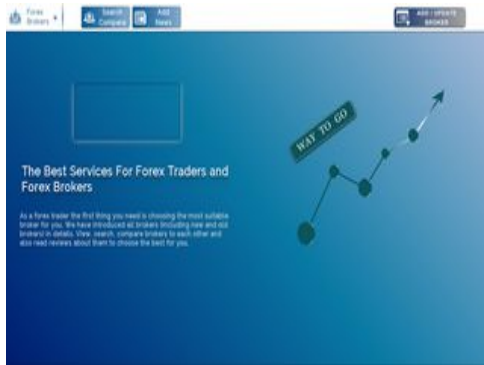 Forex
Brokers
Search
Compare
Add
News
ADD / UPDATE
BROKER
WAY TO GO
The Best Services For Forex Traders and
Forex Brokers
As a forex trader the first thing you need is choosing the most suitable
broker for you. We have introduced all brokers (including new and old
brokers) in details. View, search, compare brokers to each other and
also read reviews about them to choose the best for you.